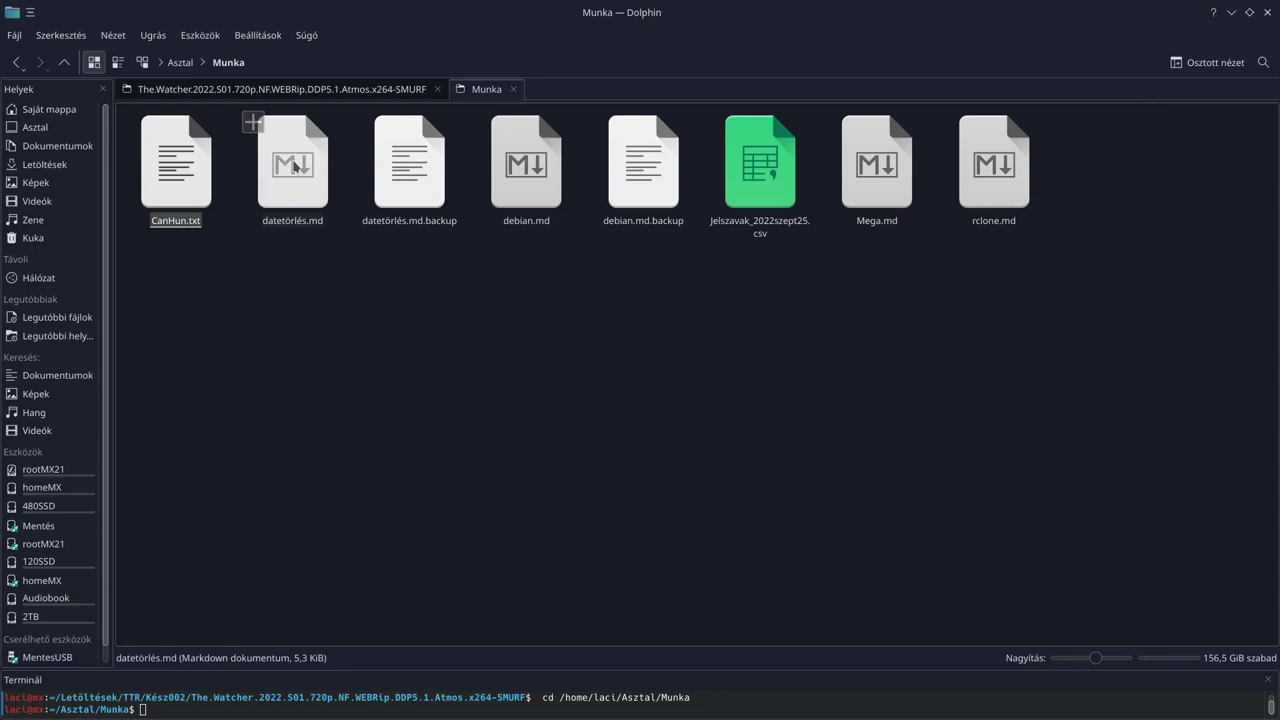 Munka — Dolphin
Fájl Szerkesztés Nézet Ugrás Eszközök Beállítások Súgó
Asztal Munka Osztott nézet
Helyek
The.Watcher.2022.S01.720p.NF.WEBRip.DDP5.1.Atmos.x264-SMURF Munka
Saját mappa
Asztal
Dokumentumok
Letöltések
Képek
Videók
Zene
Kuka
Távoli
Hálózat
Legutóbbiak
Legutóbbi fájlok
Legutóbbi hely...
Keresés:
Dokumentumok
Képek
Hang
Videók
Eszközök
rootMX21
homeMX
480SSD
Mentés
rootMX21
120SSD
homeMX
Audiobook
2TB
Cserélhető eszközök
MentesUSB
CanHun.txt datetörlés.md datetörlés.md.backup debian.md debian.md.backup Jelszavak_2022szept25.
csv
Mega.md rclone.md
datetörlés.md (Markdown dokumentum, 5,3 KiB) Nagyítás: 156,5 GiB szabad
Terminál
laci@mx:~/Letöltések/TTR/Kész002/The.Watcher.2022.S01.720p.NF.WEBRip.DDP5.1.Atmos.x264-SMURF$ cd /home/laci/Asztal/Munka
laci@mx:~/Asztal/Munka$